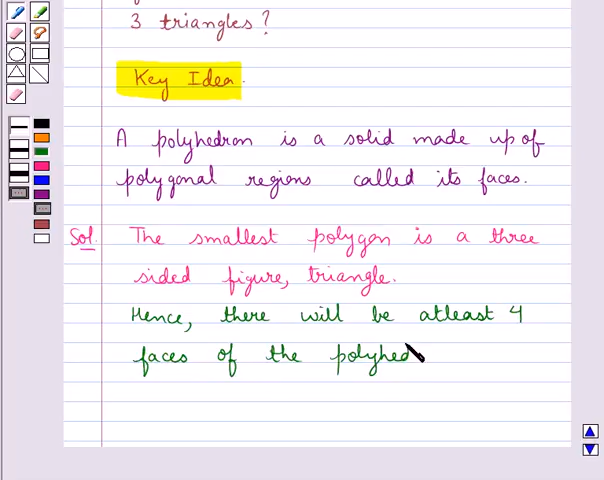 3 triangles?
Key Idea
A polyhedron is a solid made up of
polygonal regions called its faces.
Sol. The smallest polygon is a three
sided figure, triangle.
Hence, there will be atleast 4
faces of the polyhed